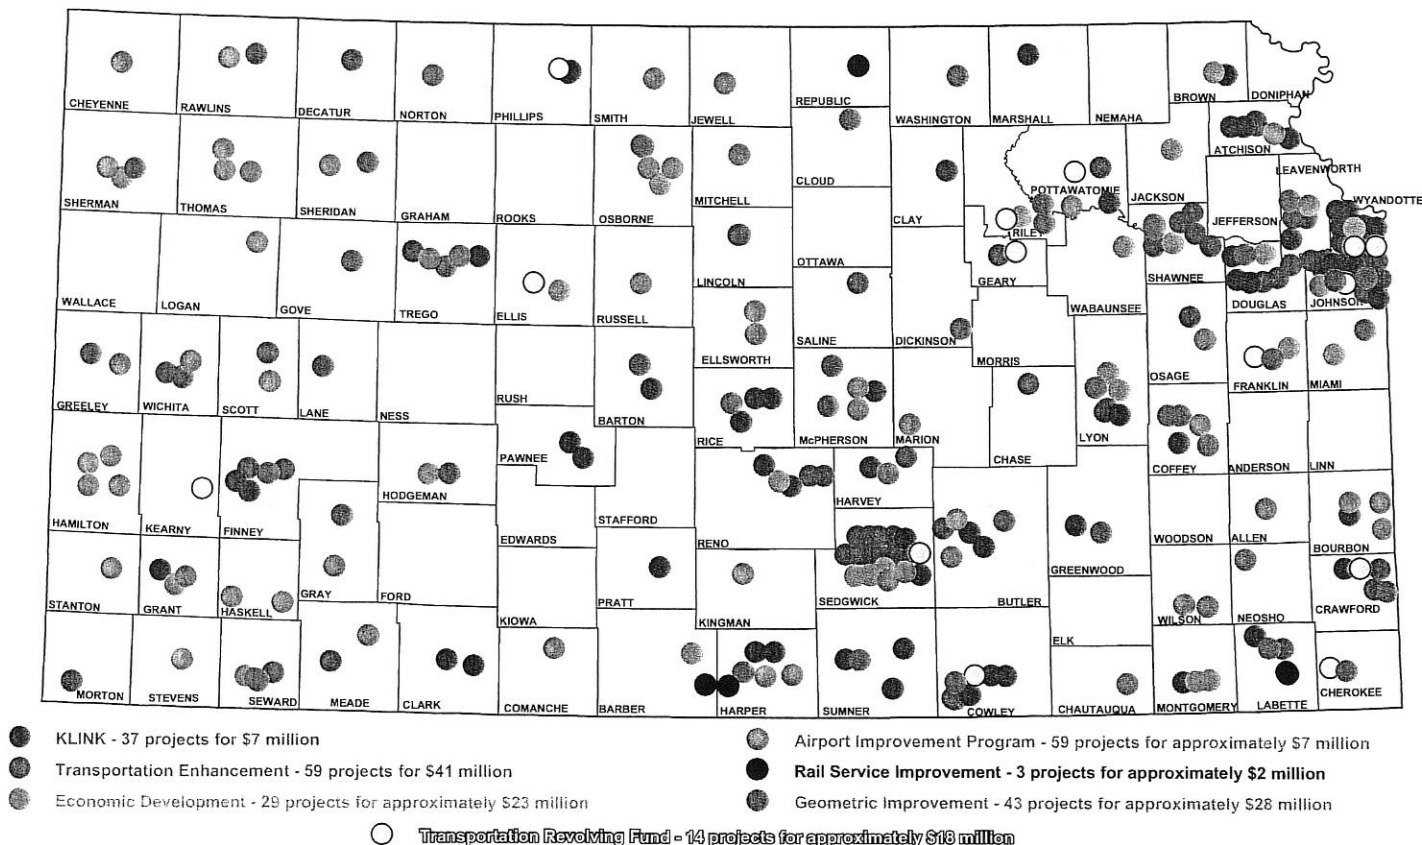 CHEYENNE
RAWLINS
DECATUR
NORTON
PHILLIPS
SMITH
JEWELL
REPUBLIC
WASHINGTON
MARSHALL
NEMAHA
BROWN
DONIPHAN
SHERMAN
THOMAS
SHERIDAN
GRAHAM
ROOKS
OSBORNE
MITCHELL
CLOUD
CLAY
RILEY
POTTAWATOMIE
JACKSON
ATCHISON
JEFFERSON
LEAVENWORTH
WYANDOTTE
WALLACE
LOGAN
GOVE
TREGO
ELLIS
RUSSELL
LINCOLN
OTTAWA
SALINE
DICKINSON
GEARY
WABAUNSEE
SHAWNEE
DOUGLAS
JOHNSON
GREELEY
WICHITA
SCOTT
LANE
NESS
RUSH
BARTON
ELLSWORTH
RICE
McPHERSON
MARION
MORRIS
CHASE
LYON
OSAGE
FRANKLIN
MIAMI
COFFEY
ANDERSON
LINN
HAMILTON
KEARNY
FINNEY
HODGEMAN
PAWNEE
EDWARDS
STAFFORD
RENO
HARVEY
SEDGWICK
BUTLER
GREENWOOD
WOODSON
ALLEN
BOURBON
STANTON
GRANT
HASKELL
GRAY
FORD
KIOWA
PRATT
KINGMAN
ELK
WILSON
NEOSHO
CRAWFORD
MORTON
STEVENS
SEWARD
MEADE
CLARK
COMANCHE
BARBER
HARPER
SUMNER
COWLEY
CHAUTAUQUA
MONTGOMERY
LABETTE
CHEROKEE
KLINK - 37 projects for $7 million
Transportation Enhancement - 59 projects for $41 million
Economic Development - 29 projects for approximately $23 million
Airport Improvement Program - 59 projects for approximately $7 million
Rail Service Improvement - 3 projects for approximately $2 million
Geometric Improvement - 43 projects for approximately $28 million
Transportation Revolving Fund - 14 projects for approximately $18 million